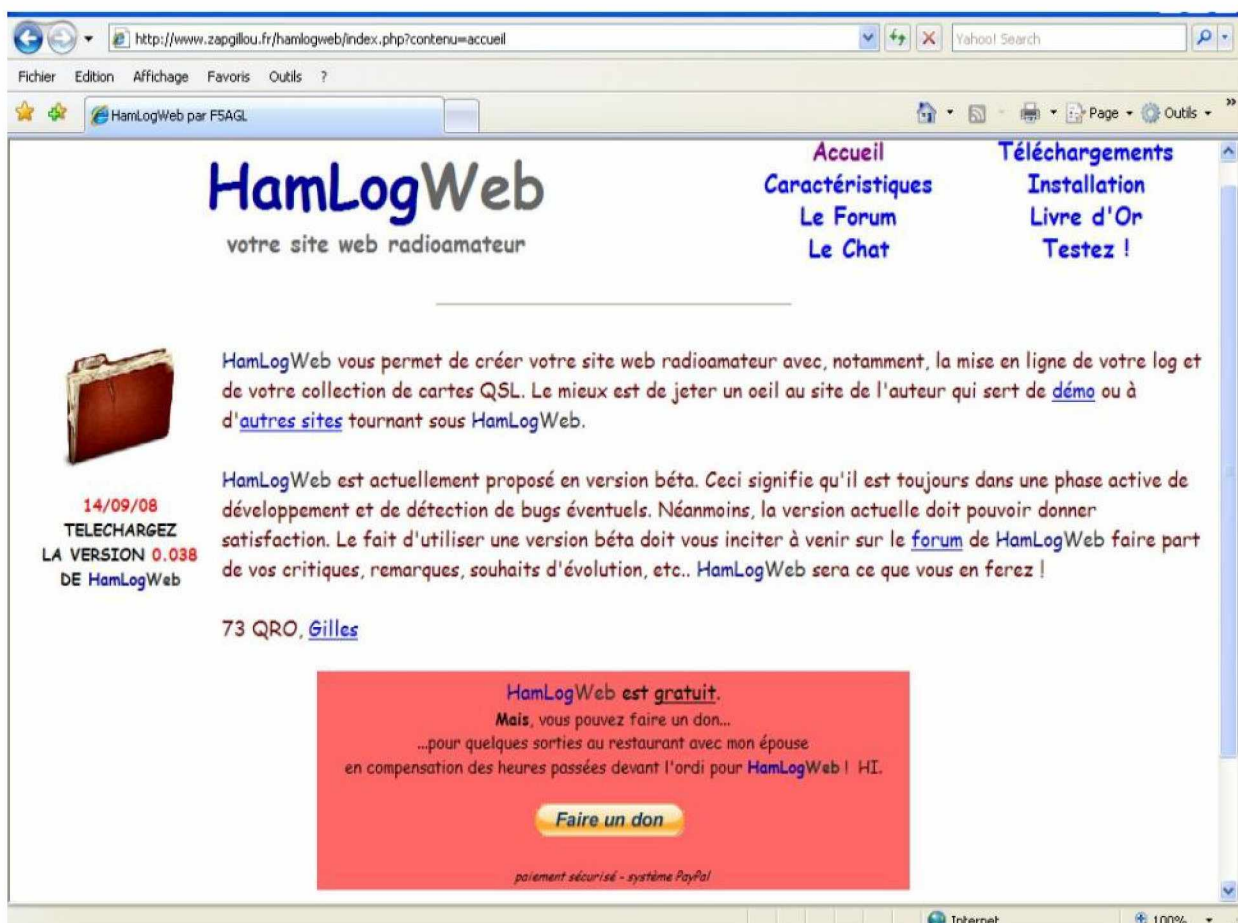 http://www.zapgillou.fr/hamlogweb/index.php?contenu=accueil
Yahoo! Search
Fichier Edition Affichage Favoris Outils ?
HamLogWeb par F5AGL
Page
Outils
HamLogWeb
votre site web radioamateur
Accueil
Caractéristiques
Le Forum
Le Chat
Téléchargements
Installation
Livre d'Or
Testez !
14/09/08
TELECHARGEZ
LA VERSION 0.038
DE HamLogWeb
HamLogWeb vous permet de créer votre site web radioamateur avec, notamment, la mise en ligne de votre log et
de votre collection de cartes QSL. Le mieux est de jeter un oeil au site de l'auteur qui sert de démo ou à
d'autres sites tournant sous HamLogWeb.
HamLogWeb est actuellement proposé en version béta. Ceci signifie qu'il est toujours dans une phase active de
développement et de détection de bugs éventuels. Néanmoins, la version actuelle doit pouvoir donner
satisfaction. Le fait d'utiliser une version béta doit vous inciter à venir sur le forum de HamLogWeb faire part
de vos critiques, remarques, souhaits d'évolution, etc.. HamLogWeb sera ce que vous en ferez !
73 QRO, Gilles
HamLogWeb est gratuit.
Mais, vous pouvez faire un don...
...pour quelques sorties au restaurant avec mon épouse
en compensation des heures passées devant l'ordi pour HamLogWeb ! HI.
Faire un don
paiement sécurisé - système PayPal
Internet
100%